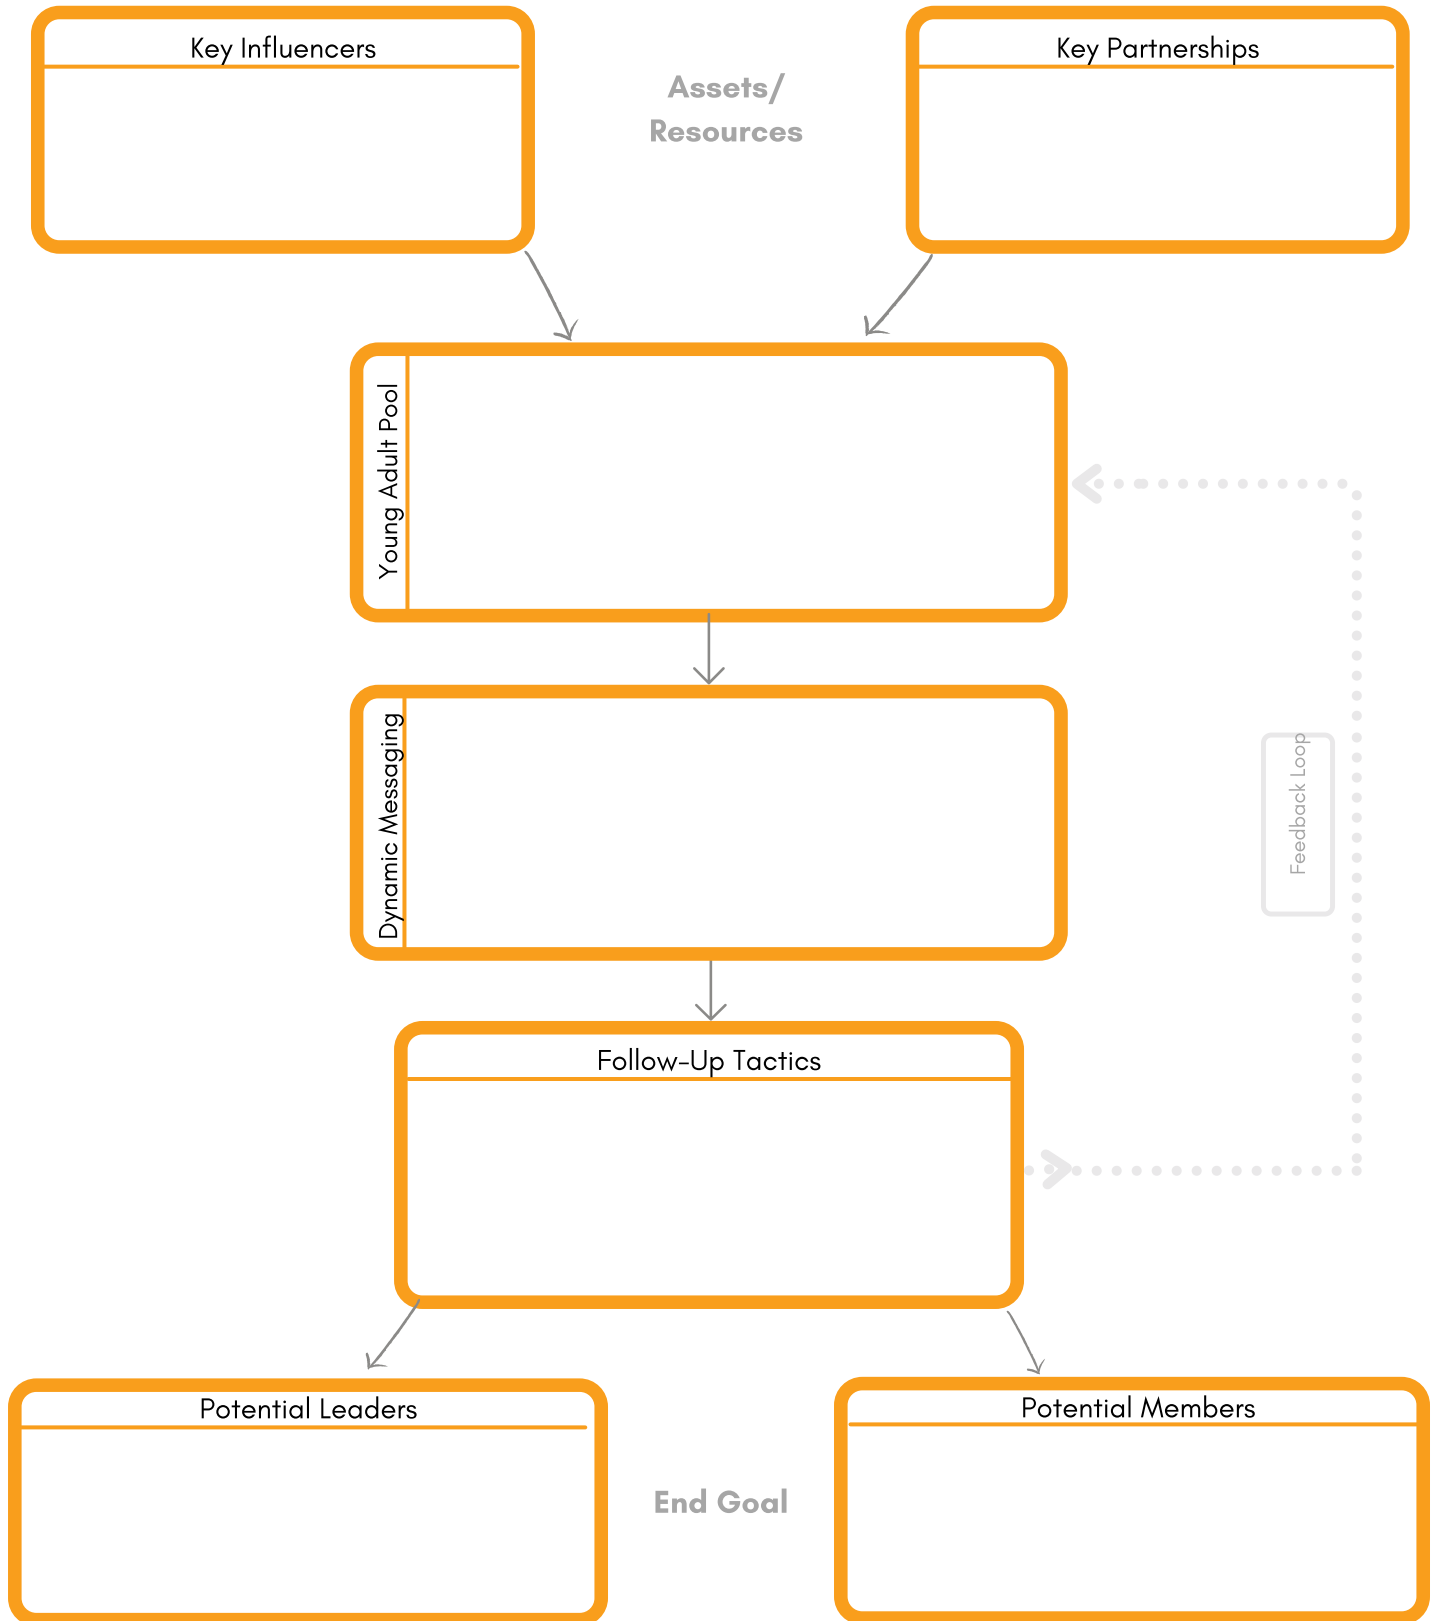 Key Influencers
Key Partnerships
Assets/
Resources
Young Adult Pool
Dynamic Messaging
Feedback Loop
Follow-Up Tactics
Potential Leaders
Potential Members
End Goal